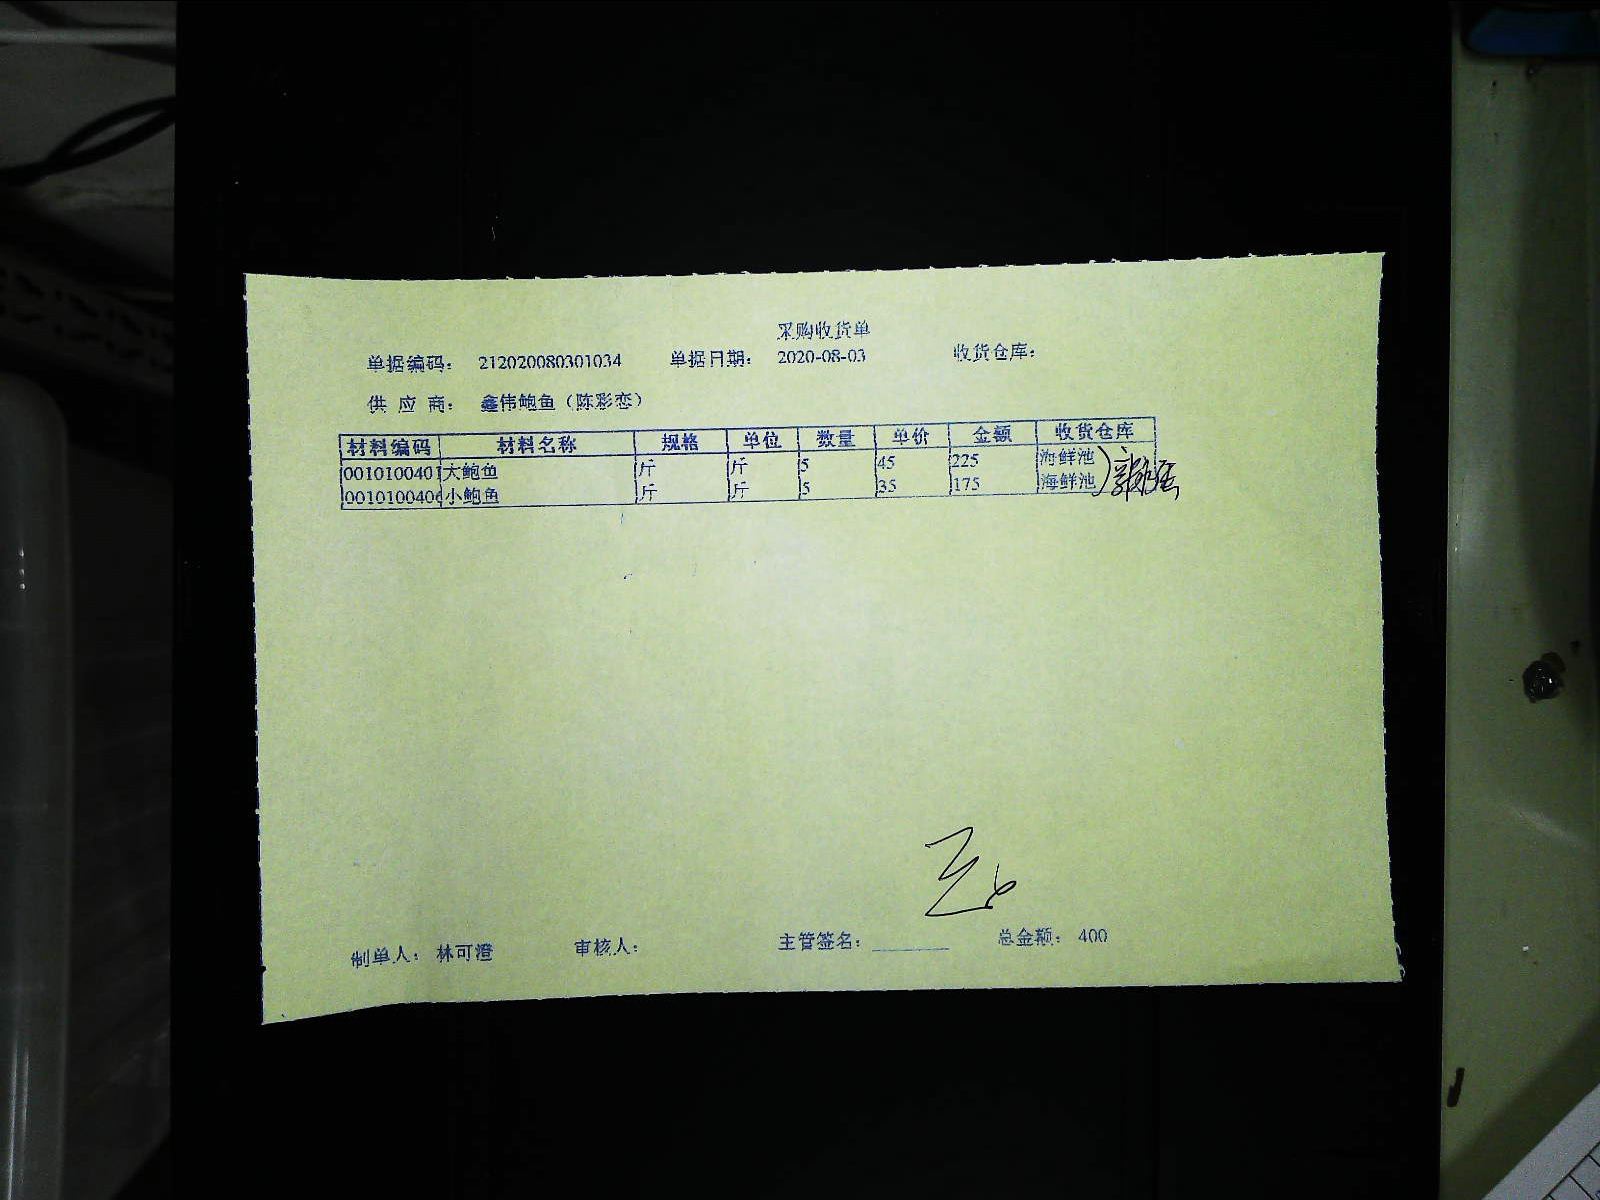 采购收货单
单据编码： 212020080301034 单据日期： 2020-08-03 收货仓库：
供 应 商： 鑫伟鲍鱼（陈彩恋）
材料编码 材料名称 规格 单位 数量 单价 金额 收货仓库
0010100401 大鲍鱼 斤 斤 5 45 225 海鲜池
001010040 小鲍鱼 斤 斤 5 35 175 海鲜池
制单人： 林可澄 审核人： 主管签名： 总金额： 400